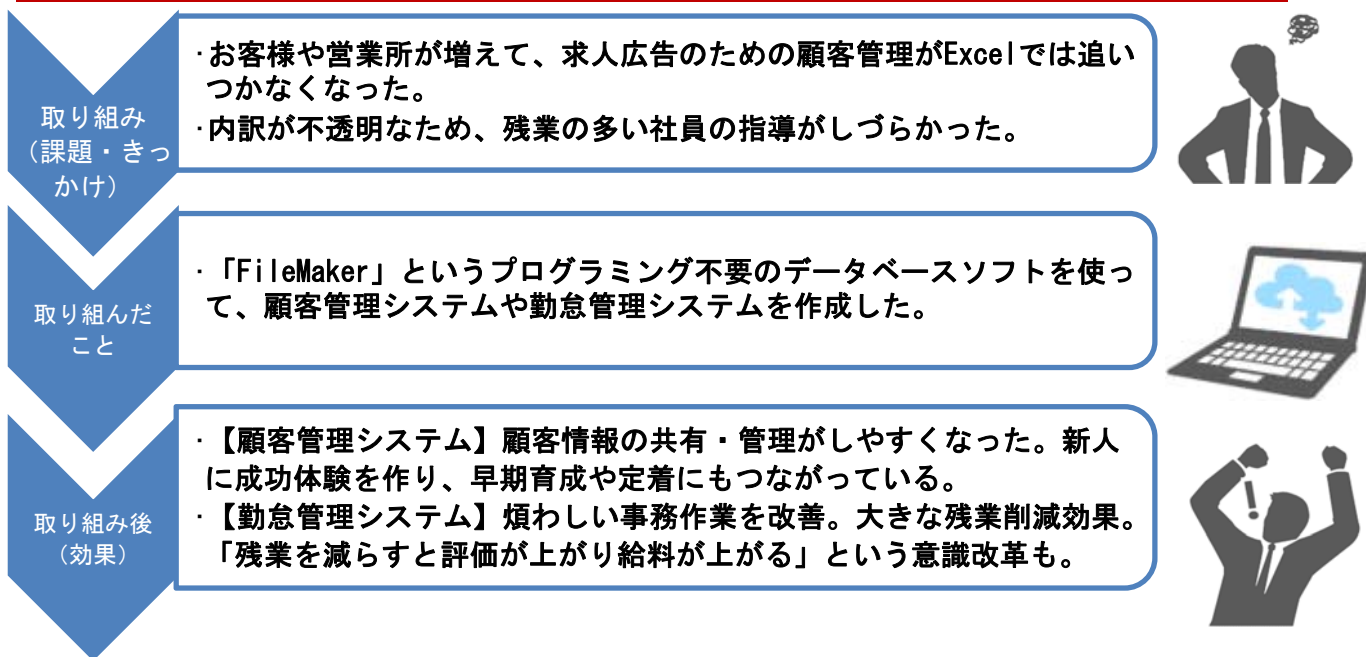 取り組み
（課題・きっ
かけ）
・お客様や営業所が増えて、求人広告のための顧客管理がExcelでは追い
つかなくなった。
・内訳が不透明なため、残業の多い社員の指導がしづらかった。
取り組んだ
こと
・「FileMaker」というプログラミング不要のデータベースソフトを使っ
て、顧客管理システムや勤怠管理システムを作成した。
取り組み後
（効果）
・【顧客管理システム】顧客情報の共有・管理がしやすくなった。新人
に成功体験を作り、早期育成や定着にもつながっている。
・【勤怠管理システム】煩わしい事務作業を改善。大きな残業削減効果。
「残業を減らすと評価が上がり給料が上がる」という意識改革も。